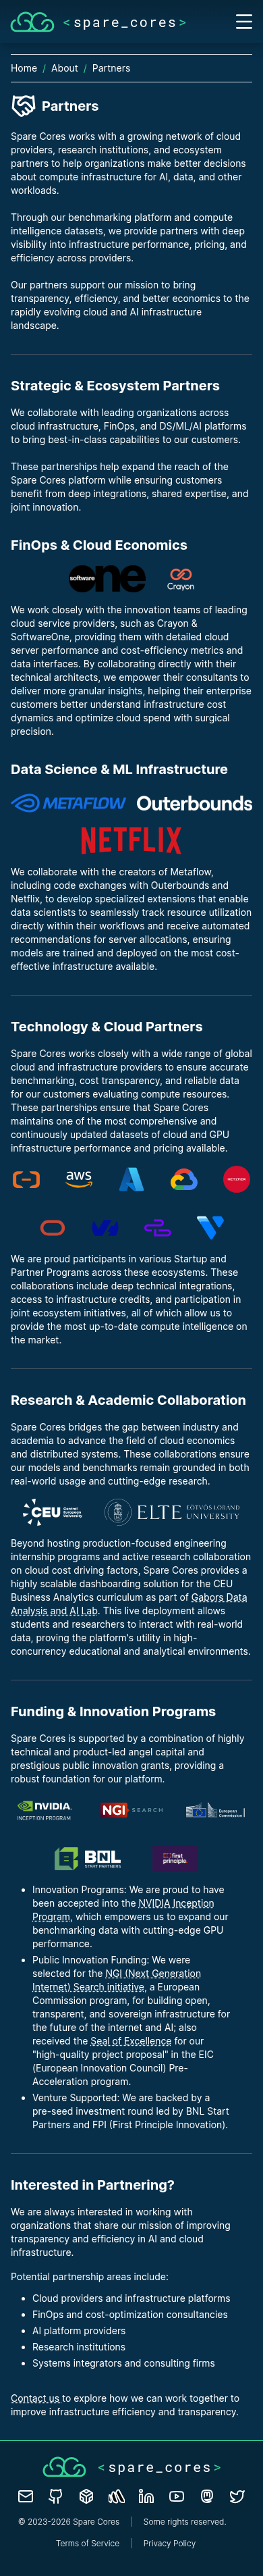 <spare_cores>
Home / About / Partners
Partners
Spare Cores works with a growing network of cloud
providers, research institutions, and ecosystem
partners to help organizations make better decisions
about compute infrastructure for AI, data, and other
workloads.
Through our benchmarking platform and compute
intelligence datasets, we provide partners with deep
visibility into infrastructure performance, pricing, and
efficiency across providers.
Our partners support our mission to bring
transparency, efficiency, and better economics to the
rapidly evolving cloud and AI infrastructure
landscape.
Strategic & Ecosystem Partners
We collaborate with leading organizations across
cloud infrastructure, FinOps, and DS/ML/AI platforms
to bring best-in-class capabilities to our customers.
These partnerships help expand the reach of the
Spare Cores platform while ensuring customers
benefit from deep integrations, shared expertise, and
joint innovation.
FinOps & Cloud Economics
software one Crayon
We work closely with the innovation teams of leading
cloud service providers, such as Crayon &
SoftwareOne, providing them with detailed cloud
server performance and cost-efficiency metrics and
data interfaces. By collaborating directly with their
technical architects, we empower their consultants to
deliver more granular insights, helping their enterprise
customers better understand infrastructure cost
dynamics and optimize cloud spend with surgical
precision.
Data Science & ML Infrastructure
METAFLOW Outerbounds
NETFLIX
We collaborate with the creators of Metaflow,
including code exchanges with Outerbounds and
Netflix, to develop specialized extensions that enable
data scientists to seamlessly track resource utilization
directly within their workflows and receive automated
recommendations for server allocations, ensuring
models are trained and deployed on the most cost-
effective infrastructure available.
Technology & Cloud Partners
Spare Cores works closely with a wide range of global
cloud and infrastructure providers to ensure accurate
benchmarking, cost transparency, and reliable data
for our customers evaluating compute resources.
These partnerships ensure that Spare Cores
maintains one of the most comprehensive and
continuously updated datasets of cloud and GPU
infrastructure performance and pricing available.
aws HETZNER
We are proud participants in various Startup and
Partner Programs across these ecosystems. These
collaborations include deep technical integrations,
access to infrastructure credits, and participation in
joint ecosystem initiatives, all of which allow us to
provide the most up-to-date compute intelligence on
the market.
Research & Academic Collaboration
Spare Cores bridges the gap between industry and
academia to advance the field of cloud economics
and distributed systems. These collaborations ensure
our models and benchmarks remain grounded in both
real-world usage and cutting-edge research.
CEU Central European University ELTE EÖTVÖS LORÁND UNIVERSITY
Beyond hosting production-focused engineering
internship programs and active research collaboration
on cloud cost driving factors, Spare Cores provides a
highly scalable dashboarding solution for the CEU
Business Analytics curriculum as part of Gabors Data
Analysis and AI Lab. This live deployment allows
students and researchers to interact with real-world
data, proving the platform's utility in high-
concurrency educational and analytical environments.
Funding & Innovation Programs
Spare Cores is supported by a combination of highly
technical and product-led angel capital and
prestigious public innovation grants, providing a
robust foundation for our platform.
NVIDIA. INCEPTION PROGRAM NGI SEARCH European Commission
BNL START PARTNERS first principle.
• Innovation Programs: We are proud to have
been accepted into the NVIDIA Inception
Program, which empowers us to expand our
benchmarking data with cutting-edge GPU
performance.
• Public Innovation Funding: We were
selected for the NGI (Next Generation
Internet) Search initiative, a European
Commission program, for building open,
transparent, and sovereign infrastructure for
the future of the internet and AI; also
received the Seal of Excellence for our
"high-quality project proposal" in the EIC
(European Innovation Council) Pre-
Acceleration program.
• Venture Supported: We are backed by a
pre-seed investment round led by BNL Start
Partners and FPI (First Principle Innovation).
Interested in Partnering?
We are always interested in working with
organizations that share our mission of improving
transparency and efficiency in AI and cloud
infrastructure.
Potential partnership areas include:
• Cloud providers and infrastructure platforms
• FinOps and cost-optimization consultancies
• AI platform providers
• Research institutions
• Systems integrators and consulting firms
Contact us to explore how we can work together to
improve infrastructure efficiency and transparency.
<spare_cores>
© 2023-2026 Spare Cores | Some rights reserved.
Terms of Service | Privacy Policy